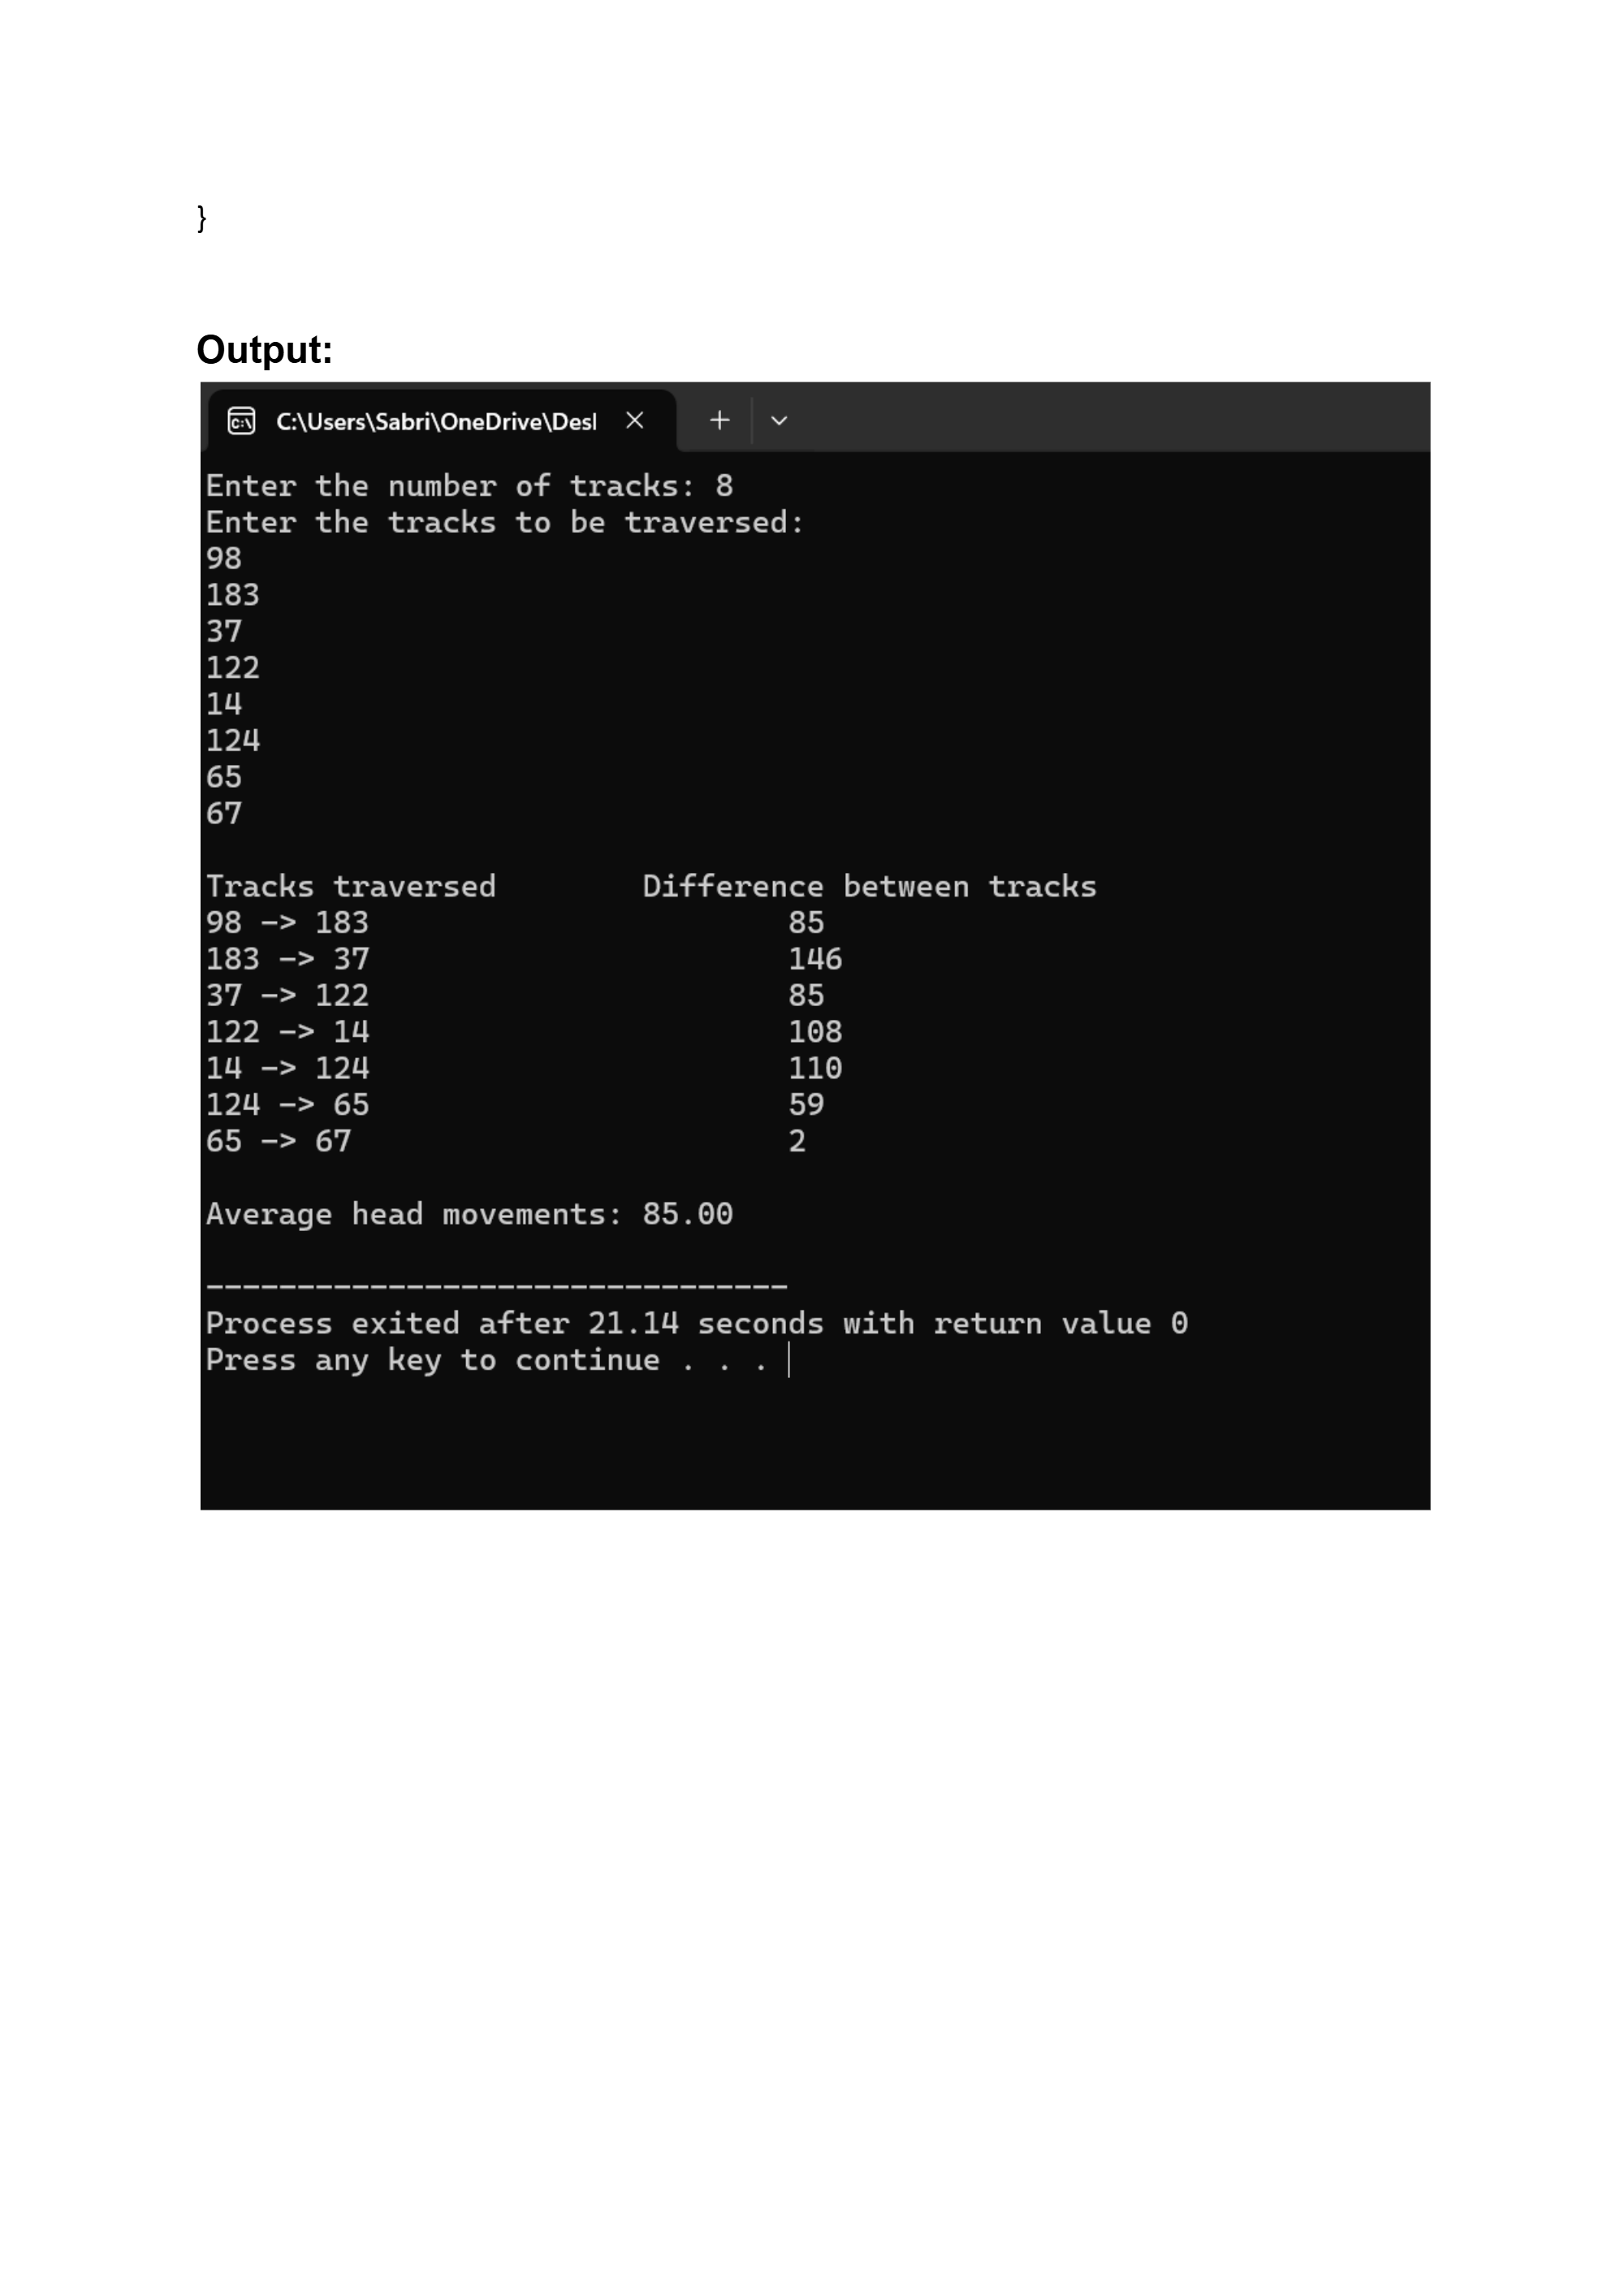 }
Output:
C:\Users\Sabri\OneDrive\Desl
Enter the number of tracks: 8
Enter the tracks to be traversed:
98
183
37
122
14
124
65
67
Tracks traversed Difference between tracks
98 -> 183 85
183 -> 37 146
37 -> 122 85
122 -> 14 108
14 -> 124 110
124 -> 65 59
65 -> 67 2
Average head movements: 85.00
--------------------------------
Process exited after 21.14 seconds with return value 0
Press any key to continue . . .